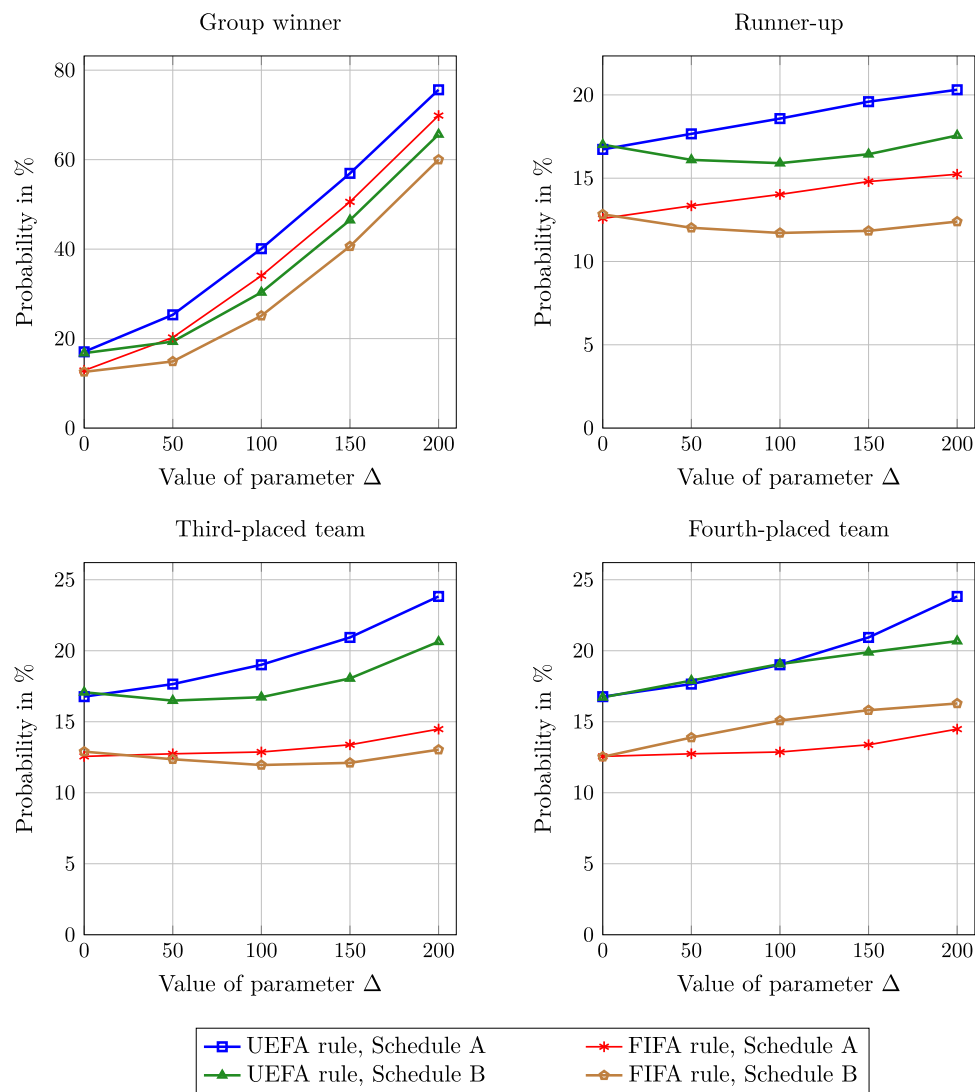 Group winner
Runner-up
80
60
40
20
0
Probability in %
0 50 100 150 200
Value of parameter Δ
20
15
10
5
0
Probability in %
0 50 100 150 200
Value of parameter Δ
Third-placed team
Fourth-placed team
25
20
15
10
5
0
Probability in %
0 50 100 150 200
Value of parameter Δ
25
20
15
10
5
0
Probability in %
0 50 100 150 200
Value of parameter Δ
UEFA rule, Schedule A
FIFA rule, Schedule A
UEFA rule, Schedule B
FIFA rule, Schedule B